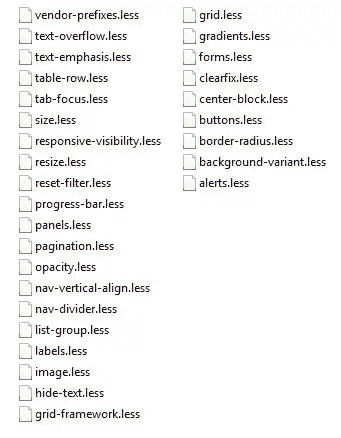 vendor-prefixes.less
text-overflow.less
text-emphasis.less
table-row.less
tab-focus.less
size.less
responsive-visibility.less
resize.less
reset-filter.less
progress-bar.less
panels.less
pagination.less
opacity.less
nav-vertical-align.less
nav-divider.less
list-group.less
labels.less
image.less
hide-text.less
grid-framework.less
grid.less
gradients.less
forms.less
clearfix.less
center-block.less
buttons.less
border-radius.less
background-variant.less
alerts.less